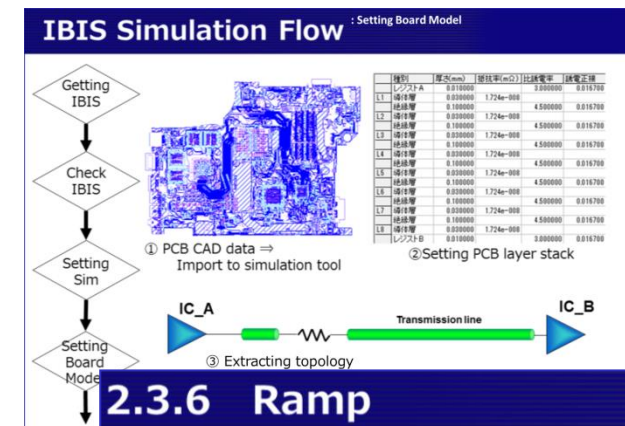 IBIS Simulation Flow : Setting Board Model
Getting
IBIS
Check
IBIS
Setting
Sim
Setting
Board
Model
種別 厚さ(mm) 抵抗率(mΩ) 比誘電率 誘電正接
レジストA 0.010000 3.000000 0.016700
L1 導体層 0.030000 1.724e-008
絶縁層 0.100000 4.500000 0.016700
L2 導体層 0.030000 1.724e-008
絶縁層 0.100000 4.500000 0.016700
L3 導体層 0.030000 1.724e-008
絶縁層 0.100000 4.500000 0.016700
L4 導体層 0.030000 1.724e-008
絶縁層 0.100000 4.500000 0.016700
L5 導体層 0.030000 1.724e-008
絶縁層 0.100000 4.500000 0.016700
L6 導体層 0.030000 1.724e-008
絶縁層 0.100000 4.500000 0.016700
L7 導体層 0.030000 1.724e-008
絶縁層 0.100000 4.500000 0.016700
L8 導体層 0.030000 1.724e-008
レジストB 0.010000 3.000000 0.016700
① PCB CAD data ⇒
Import to simulation tool
②Setting PCB layer stack
IC_A
Transmission line
IC_B
③ Extracting topology
2.3.6 Ramp